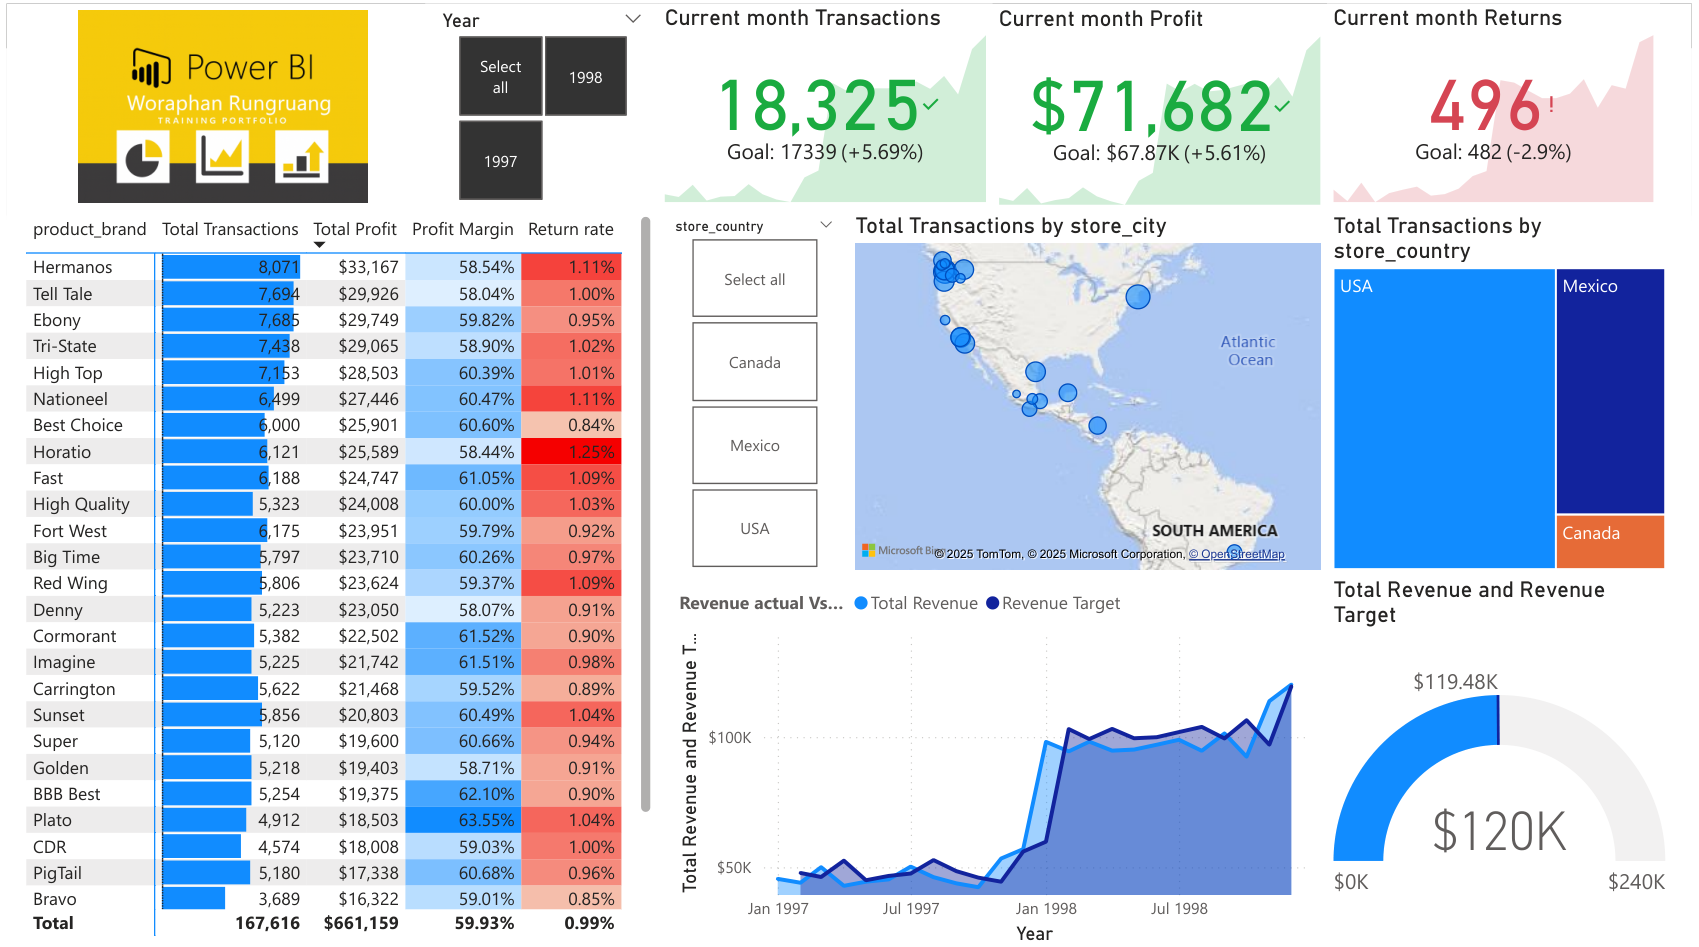 Power BI
Woraphan Rungruang
TRAINING PORTFOLIO
Year
Select all
1998
1997
Current month Transactions
18,325
Goal: 17339 (+5.69%)
Current month Profit
$71,682
Goal: $67.87K (+5.61%)
Current month Returns
496!
Goal: 482 (-2.9%)
product_brand Total Transactions Total Profit Profit Margin Return rate
Hermanos 8,071 $33,167 58.54% 1.11%
Tell Tale 7,694 $29,926 58.04% 1.00%
Ebony 7,685 $29,749 59.82% 0.95%
Tri-State 7,438 $29,065 58.90% 1.02%
High Top 7,153 $28,503 60.39% 1.01%
Nationeel 6,499 $27,446 60.47% 1.11%
Best Choice 6,000 $25,901 60.60% 0.84%
Horatio 6,121 $25,589 58.44% 1.25%
Fast 6,188 $24,747 61.05% 1.09%
High Quality 5,323 $24,008 60.00% 1.03%
Fort West 6,175 $23,951 59.79% 0.92%
Big Time 5,797 $23,710 60.26% 0.97%
Red Wing 5,806 $23,624 59.37% 1.09%
Denny 5,223 $23,050 58.07% 0.91%
Cormorant 5,382 $22,502 61.52% 0.90%
Imagine 5,225 $21,742 61.51% 0.98%
Carrington 5,622 $21,468 59.52% 0.89%
Sunset 5,856 $20,803 60.49% 1.04%
Super 5,120 $19,600 60.66% 0.94%
Golden 5,218 $19,403 58.71% 0.91%
BBB Best 5,254 $19,375 62.10% 0.90%
Plato 4,912 $18,503 63.55% 1.04%
CDR 4,574 $18,008 59.03% 1.00%
PigTail 5,180 $17,338 60.68% 0.96%
Bravo 3,689 $16,322 59.01% 0.85%
Total 167,616 $661,159 59.93% 0.99%
store_country
Select all
Canada
Mexico
USA
Total Transactions by store_city
Atlantic
Ocean
SOUTH AMERICA
Microsoft Bi
© 2025 TomTom, © 2025 Microsoft Corporation, © OpenStreetMap
Total Transactions by
store_country
USA
Mexico
Canada
Revenue actual Vs... Total Revenue Revenue Target
Total Revenue and Revenue T...
$100K
$50K
Jan 1997 Jul 1997 Jan 1998 Jul 1998
Year
Total Revenue and Revenue
Target
$119.48K
$120K
$0K $240K